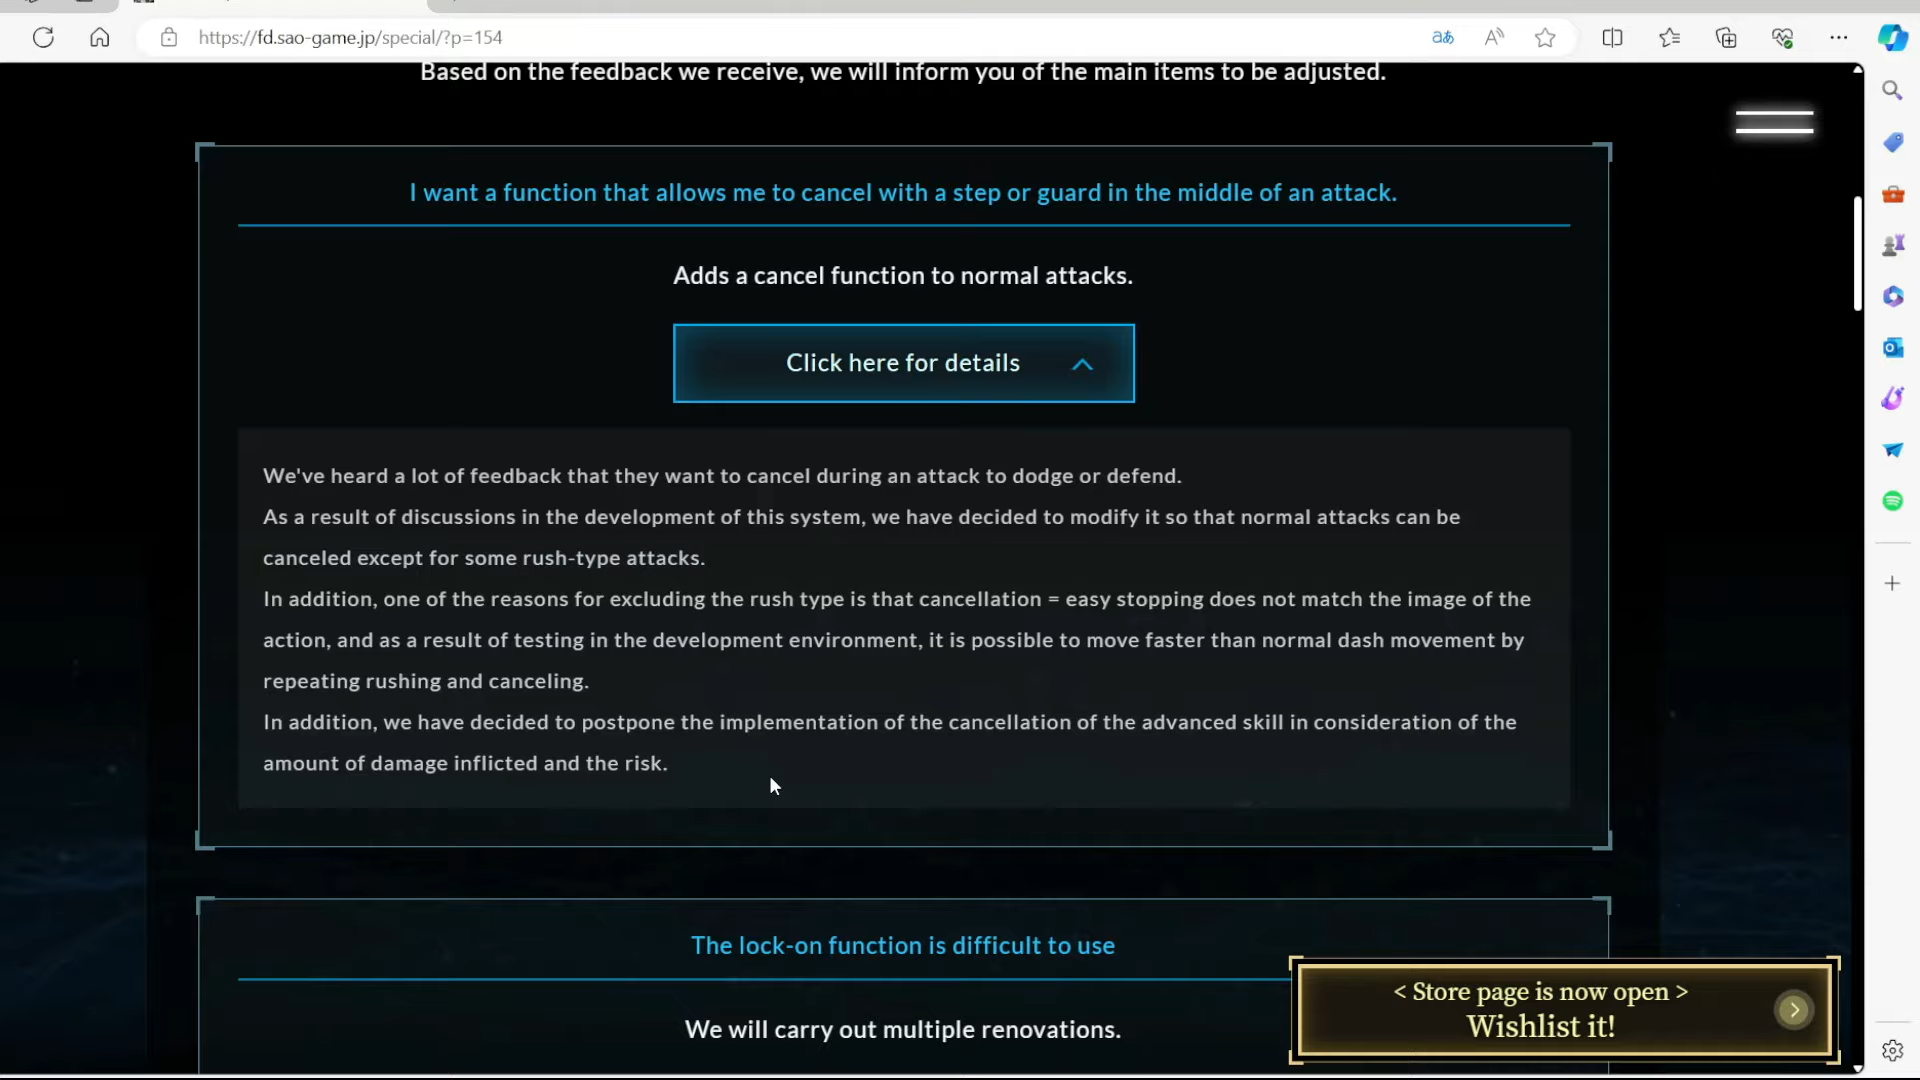 https://fd.sao-game.jp/special/?p=154
Based on the feedback we receive, we will inform you of the main items to be adjusted.
I want a function that allows me to cancel with a step or guard in the middle of an attack.
Adds a cancel function to normal attacks.
Click here for details
We've heard a lot of feedback that they want to cancel during an attack to dodge or defend.
As a result of discussions in the development of this system, we have decided to modify it so that normal attacks can be
canceled except for some rush-type attacks.
In addition, one of the reasons for excluding the rush type is that cancellation = easy stopping does not match the image of the
action, and as a result of testing in the development environment, it is possible to move faster than normal dash movement by
repeating rushing and canceling.
In addition, we have decided to postpone the implementation of the cancellation of the advanced skill in consideration of the
amount of damage inflicted and the risk.
The lock-on function is difficult to use
We will carry out multiple renovations.
< Store page is now open >
Wishlist it!